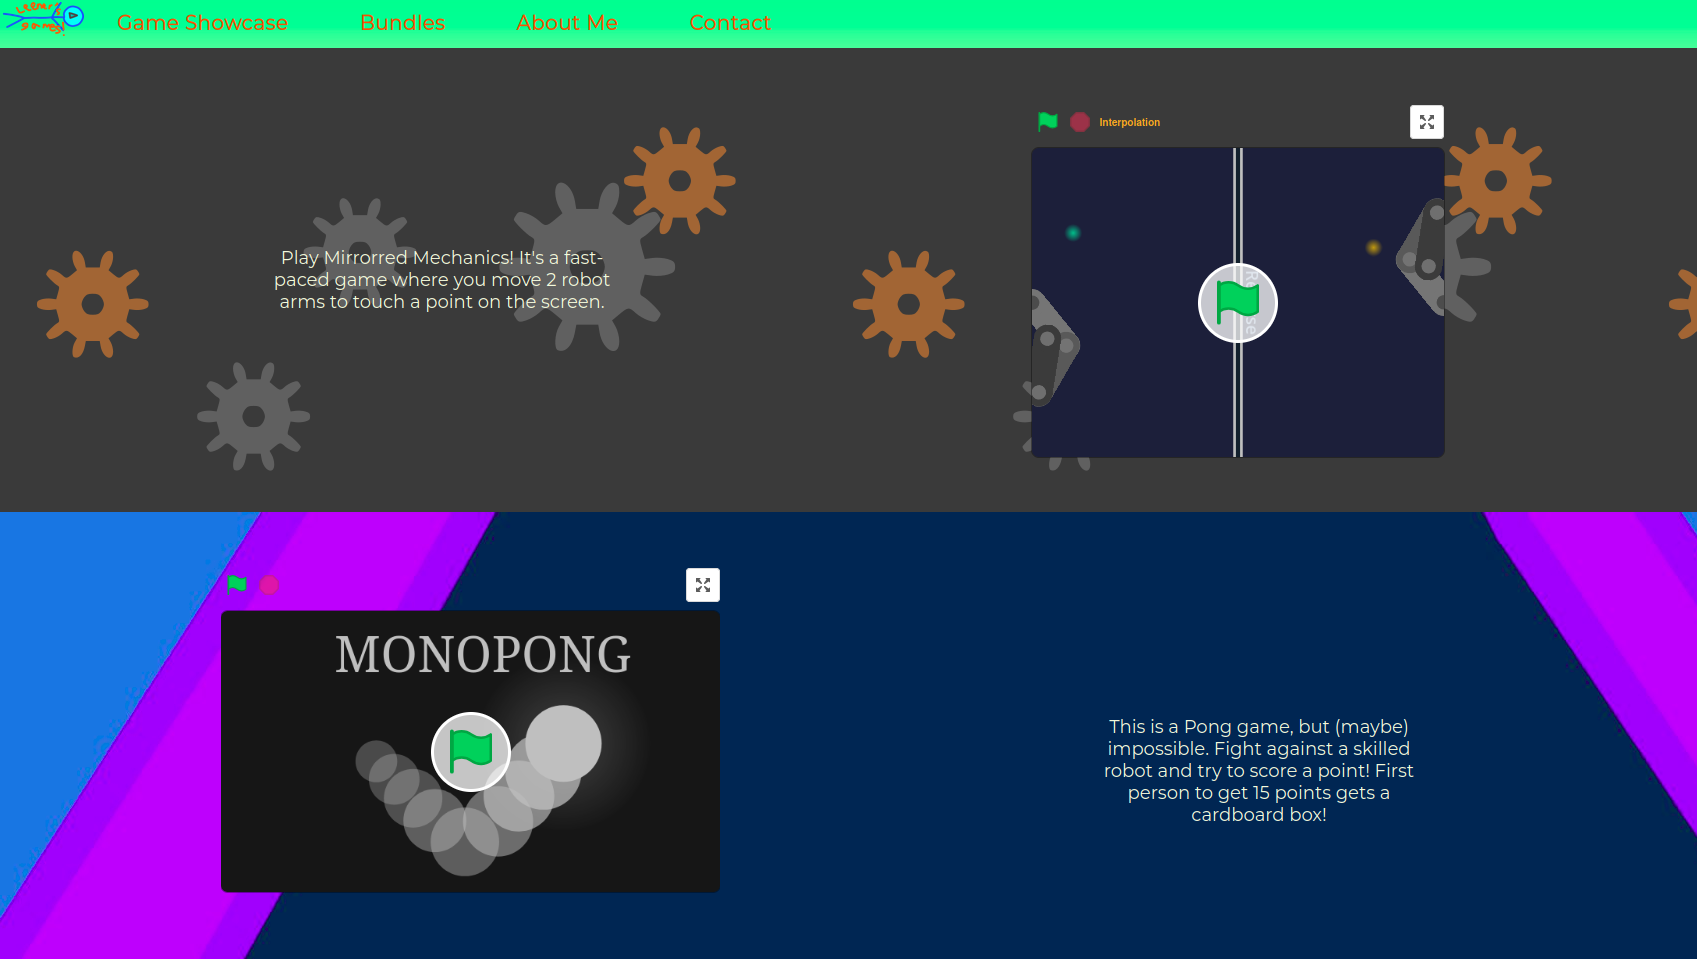 Leener's
games!
Game Showcase Bundles About Me Contact
Interpolation
Play Mirrorred Mechanics! It's a fast-
paced game where you move 2 robot
arms to touch a point on the screen.
MONOPONG
This is a Pong game, but (maybe)
impossible. Fight against a skilled
robot and try to score a point! First
person to get 15 points gets a
cardboard box!